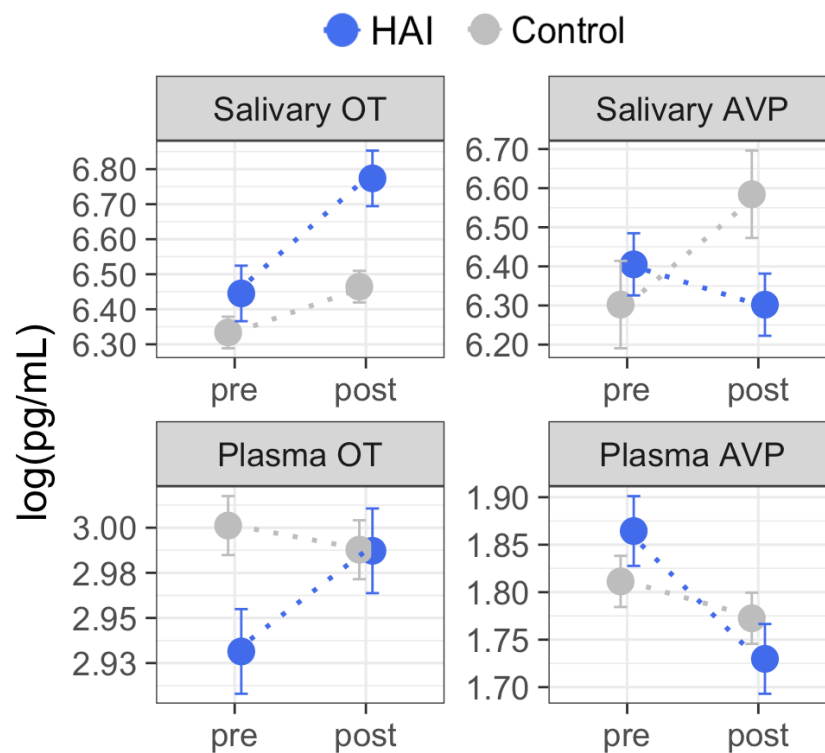 HAI Control
Salivary OT
6.80
6.70
6.60
6.50
6.40
6.30
pre post
Salivary AVP
6.70
6.60
6.50
6.40
6.30
6.20
pre post
log(pg/mL)
Plasma OT
3.00
2.98
2.95
2.93
pre post
Plasma AVP
1.90
1.85
1.80
1.75
1.70
pre post